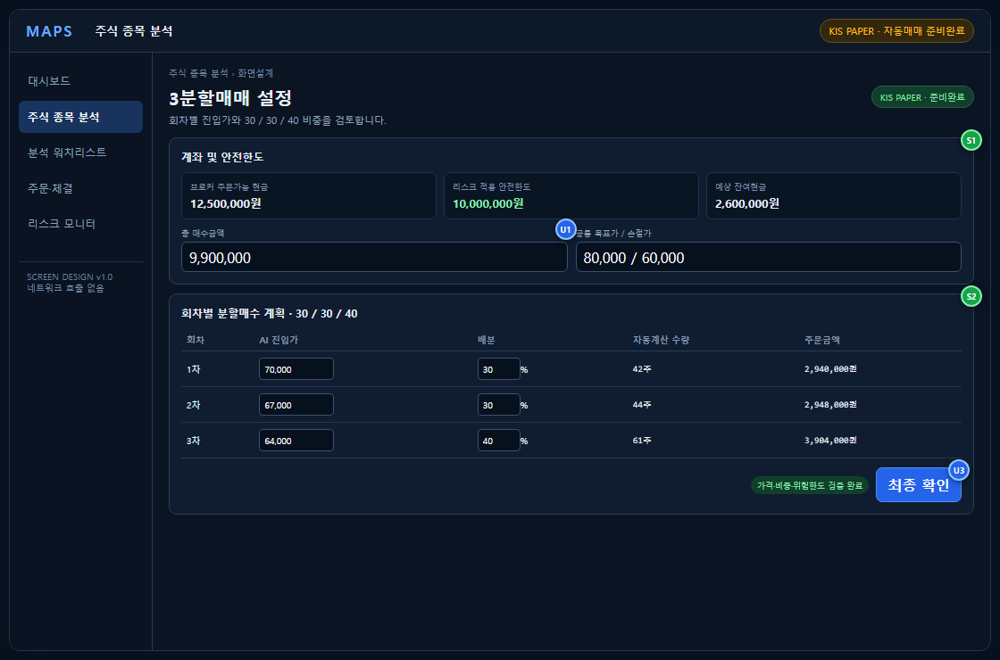 MAPS
주식 종목 분석
KIS PAPER · 자동매매 준비완료
대시보드
주식 종목 분석
분석 워치리스트
주문·체결
리스크 모니터
SCREEN DESIGN v1.0
네트워크 호출 없음
주식 종목 분석 › 화면설계
3분할매매 설정
회차별 진입가와 30 / 30 / 40 비중을 검토합니다.
KIS PAPER · 준비완료
S1
계좌 및 안전한도
브로커 주문가능 현금
12,500,000원
리스크 적용 안전한도
10,000,000원
예상 잔여현금
2,600,000원
총 매수금액
9,900,000
U1
공통 목표가 / 손절가
80,000 / 60,000
S2
회차별 분할매수 계획 · 30 / 30 / 40
회차 AI 진입가 배분 자동계산 수량 주문금액
1차 70,000 30 % 42주 2,940,000원
2차 67,000 30 % 44주 2,948,000원
3차 64,000 40 % 61주 3,904,000원
가격·비중·위험한도 검증 완료
최종 확인
U3